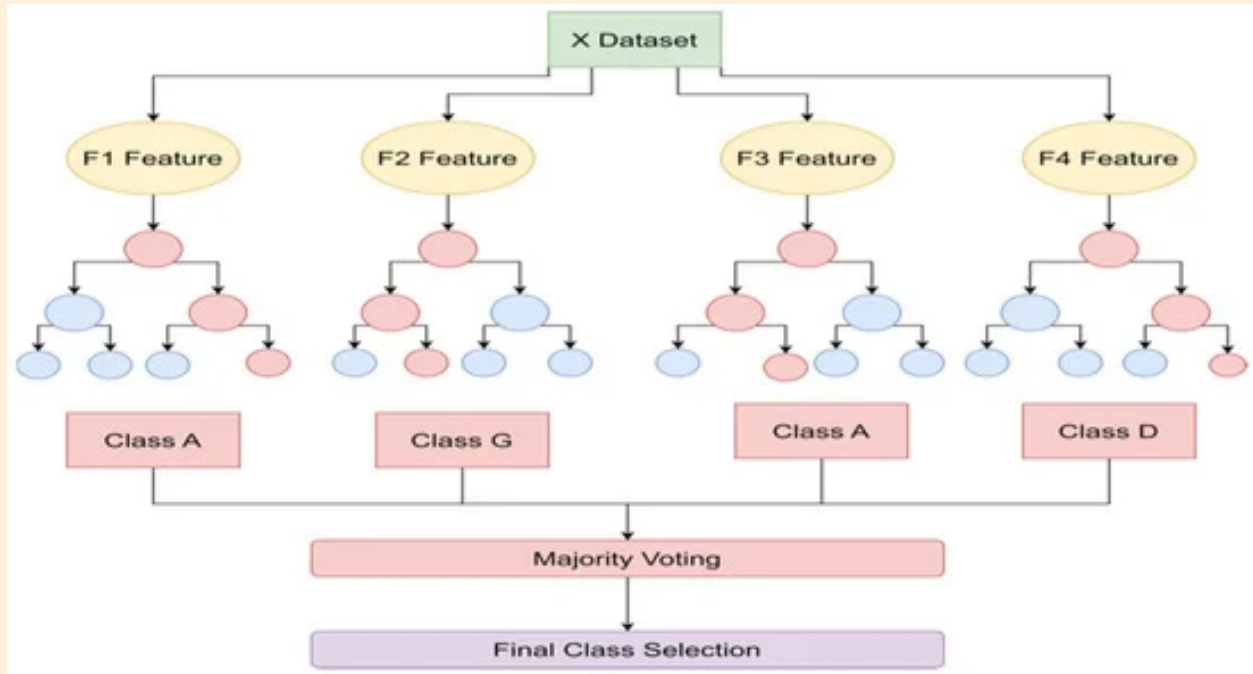 X Dataset
F1 Feature
F2 Feature
F3 Feature
F4 Feature
Class A
Class G
Class A
Class D
Majority Voting
Final Class Selection